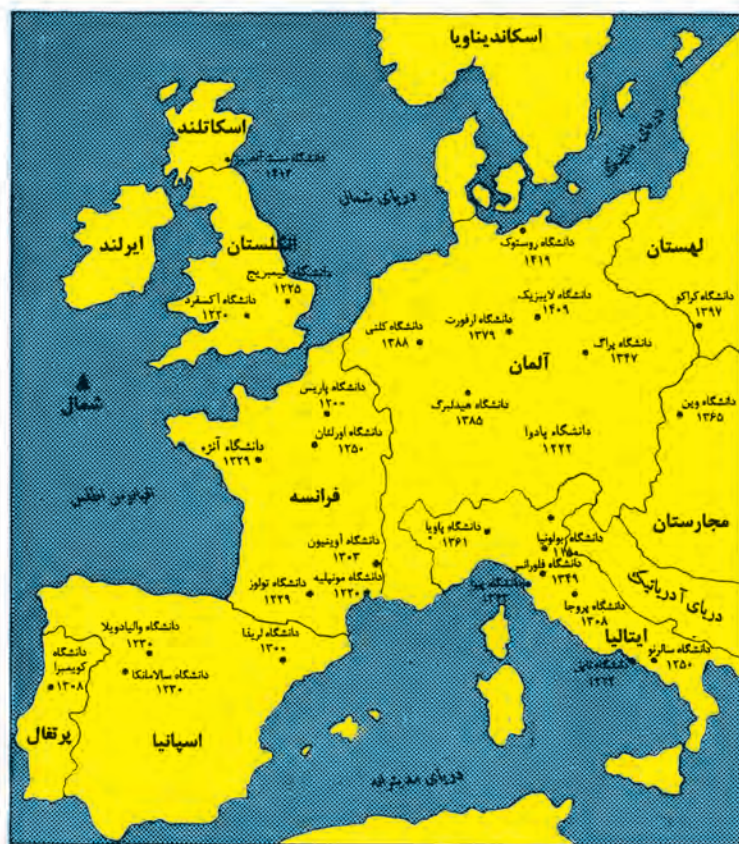 اسکاندیناویا
اسکاتلند
دانشگاه سنت آندروز
۱۴۱۲
دریای شمال
ایرلند
انگلستان
دانشگاه کیمبریج
۱۲۲۵
دانشگاه آکسفرد
۱۲۲۰
دانشگاه روستوک
۱۴۱۹
لهستان
دانشگاه کراکو
۱۳۹۷
دانشگاه لایبزیک
۱۴۰۹
دانشگاه ارفورت
۱۳۷۹
دانشگاه کلنی
۱۳۸۸
آلمان
دانشگاه پراگ
۱۳۴۷
شمال
دانشگاه پاریس
۱۲۰۰
دانشگاه هیدلبرگ
۱۳۸۵
دانشگاه وین
۱۳۶۵
دانشگاه اورلئان
۱۲۵۰
دانشگاه آنژه
۱۲۲۹
دانشگاه پادوا
۱۲۲۲
اقیانوس اطلس
فرانسه
مجارستان
دانشگاه پاویا
۱۳۶۱
دانشگاه بولونیا
دانشگاه آوینیون
۱۳۰۳
دانشگاه فلورانس
۱۳۴۹
دانشگاه پیزا
دریای آدریاتیک
دانشگاه مونپلیه
۱۲۲۰
دانشگاه تولوز
۱۲۲۹
دانشگاه پروجا
۱۳۰۸
ایتالیا
دانشگاه سالرنو
۱۲۵۰
دانشگاه ناپل
دانشگاه والیادویلا
۱۲۳۰
دانشگاه لریدا
۱۳۰۰
دانشگاه
کویمبرا
۱۳۰۸
دانشگاه سالامانکا
۱۲۳۰
پرتغال
اسپانیا
دریای مدیترانه